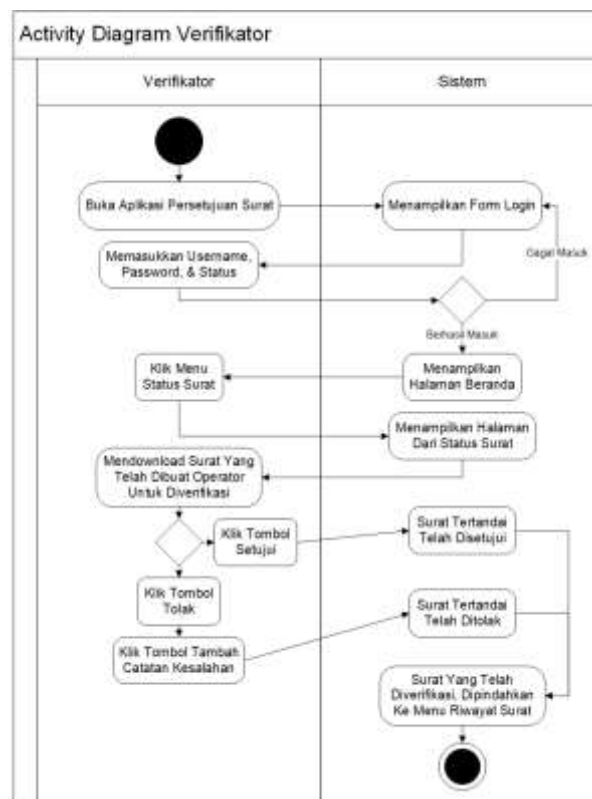 Activity Diagram Verifikator
Verifikator
Sistem
Buka Aplikasi Persetujuan Surat
Menampilkan Form Login
Memasukkan Username,
Password, & Status
Gagal Masuk
Berhasil Masuk
Klik Menu
Status Surat
Menampilkan
Halaman Beranda
Menampilkan Halaman
Dari Status Surat
Mendownload Surat Yang
Telah Dibuat Operator
Untuk Diverifikasi
Klik Tombol
Setujui
Surat Tertandai
Telah Disetujui
Klik Tombol
Tolak
Surat Tertandai
Telah Ditolak
Klik Tombol Tambah
Catatan Kesalahan
Surat Yang Telah
Diverifikasi, Dipindahkan
Ke Menu Riwayat Surat